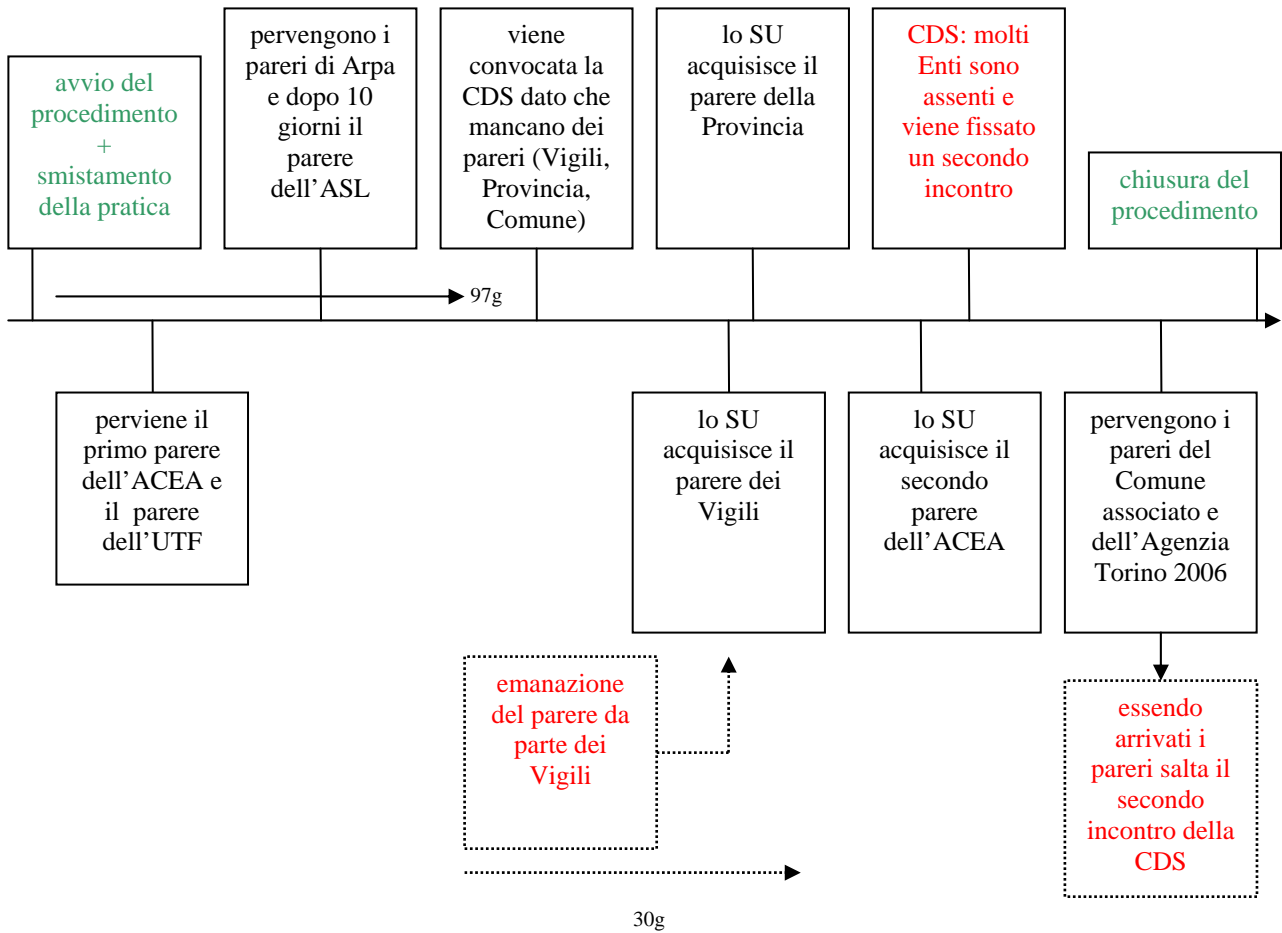 avvio del
procedimento
+
smistamento
della pratica
pervengono i
pareri di Arpa
e dopo 10
giorni il
parere
dell’ASL
viene
convocata la
CDS dato che
mancano dei
pareri (Vigili,
Provincia,
Comune)
lo SU
acquisisce il
parere della
Provincia
CDS: molti
Enti sono
assenti e
viene fissato
un secondo
incontro
chiusura del
procedimento
97g
perviene il
primo parere
dell’ACEA e
il parere
dell’UTF
lo SU
acquisisce il
parere dei
Vigili
lo SU
acquisisce il
secondo
parere
dell’ACEA
pervengono i
pareri del
Comune
associato e
dell’Agenzia
Torino 2006
emanazione
del parere da
parte dei
Vigili
essendo
arrivati i
pareri salta il
secondo
incontro della
CDS
30g